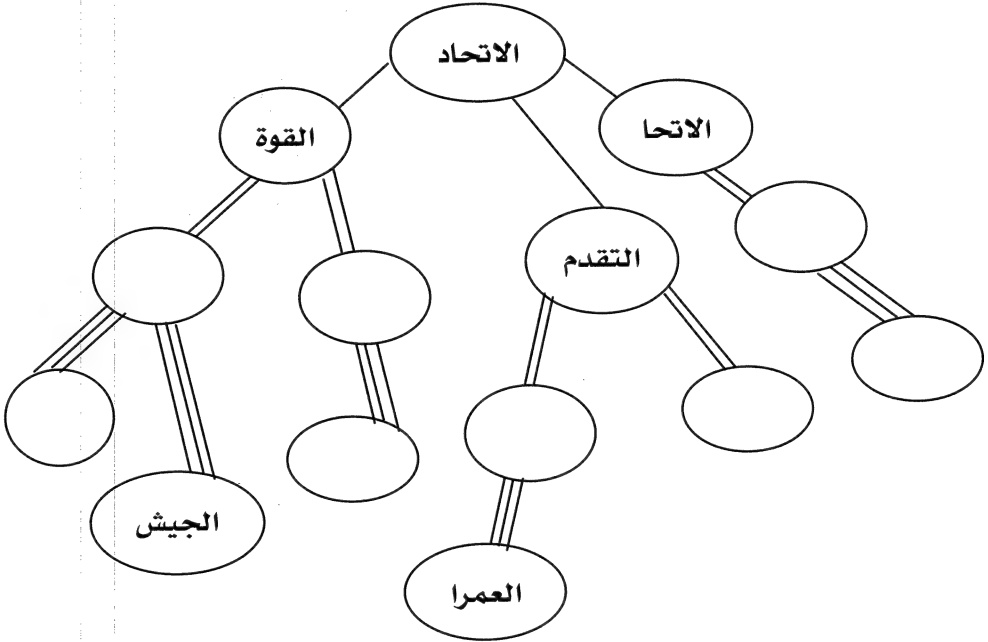 الاتحاد
الاتحا
القوة
التقدم
الجيش
العمرا